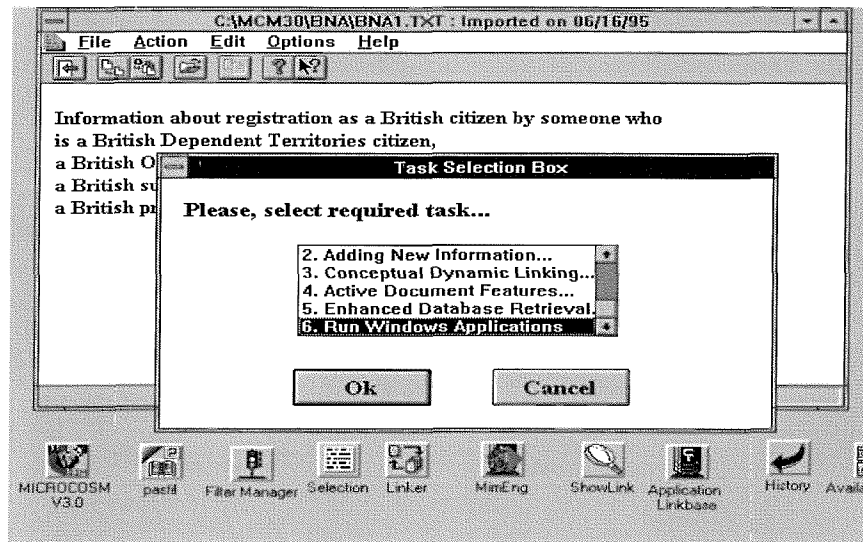 C:\MCM30\BNA\BNA1.TXT : Imported on 06/16/95
File Action Edit Options Help
Information about registration as a British citizen by someone who
is a British Dependent Territories citizen,
a British O
a British su
a British pr
Task Selection Box
Please, select required task...
2. Adding New Information...
3. Conceptual Dynamic Linking...
4. Active Document Features...
5. Enhanced Database Retrieval.
6. Run Windows Applications
Ok Cancel
MICROCOSM V3.0
Filter Manager
Selection
Linker
MimEng
ShowLink
Application Linkbase
History
Availa